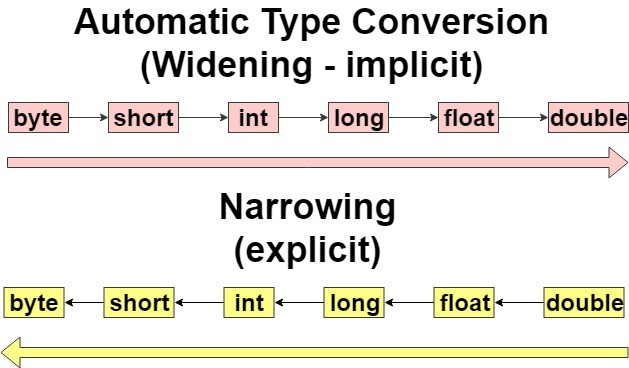 Automatic Type Conversion
(Widening - implicit)
byte short int long float double
Narrowing
(explicit)
byte short int long float double